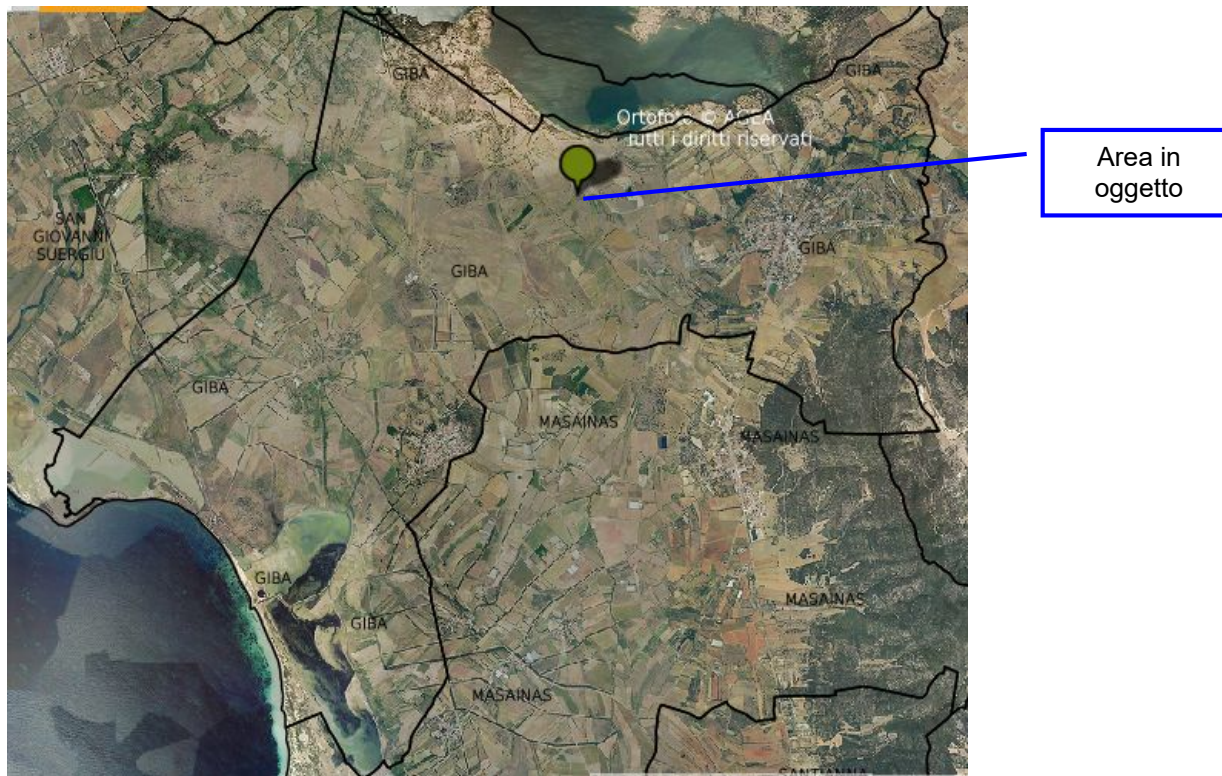 GIBA
GIBA
Ortofoto © AGEA
tutti i diritti riservati
Area in
oggetto
SAN
GIOVANNI
SUERGIU
GIBA
GIBA
GIBA
MASAINAS
MASAINAS
GIBA
MASAINAS
GIBA
MASAINAS
SANTIANNA